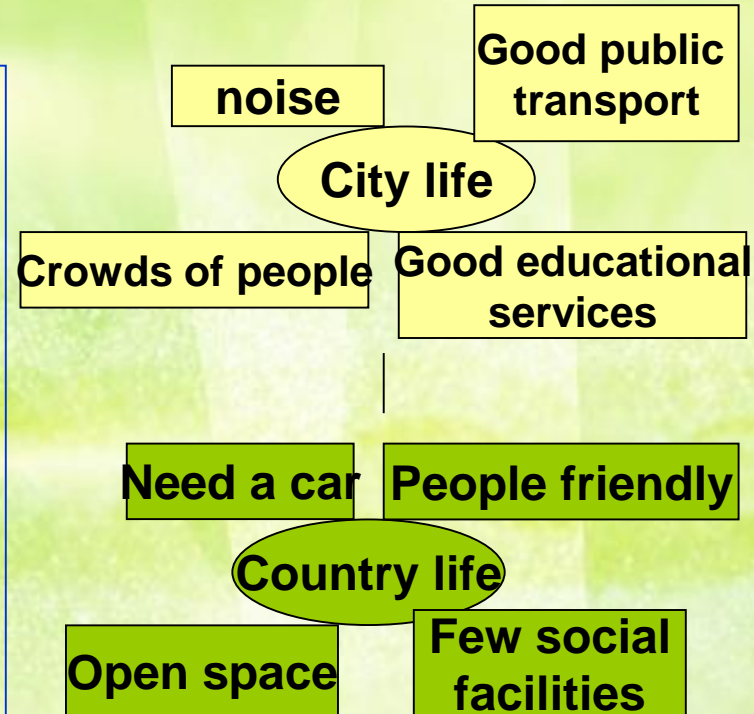 noise
Good public
transport
City life
Crowds of people
Good educational
services
Need a car
People friendly
Country life
Open space
Few social
facilities